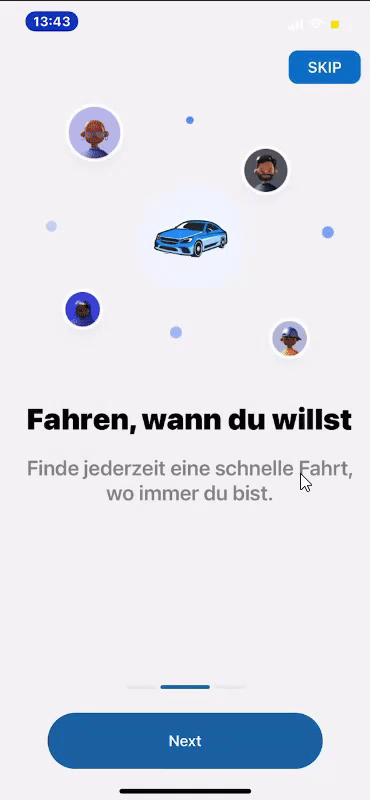 13:43
SKIP
Fahren, wann du willst
Finde jederzeit eine schnelle Fahrt,
wo immer du bist.
Next